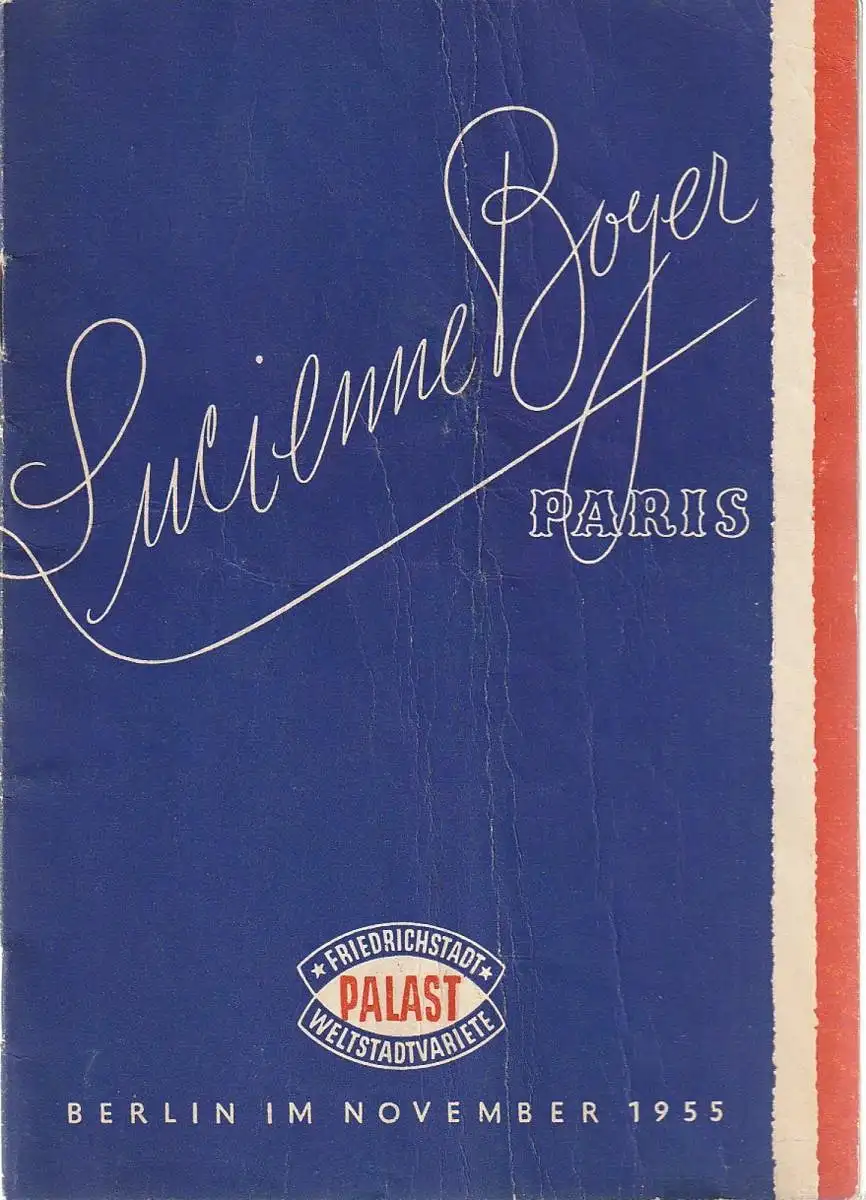 Lucienne Boyer
PARIS
FRIEDRICHSTADT
PALAST
WELTSTADTVARIETE
BERLIN IM NOVEMBER 1955